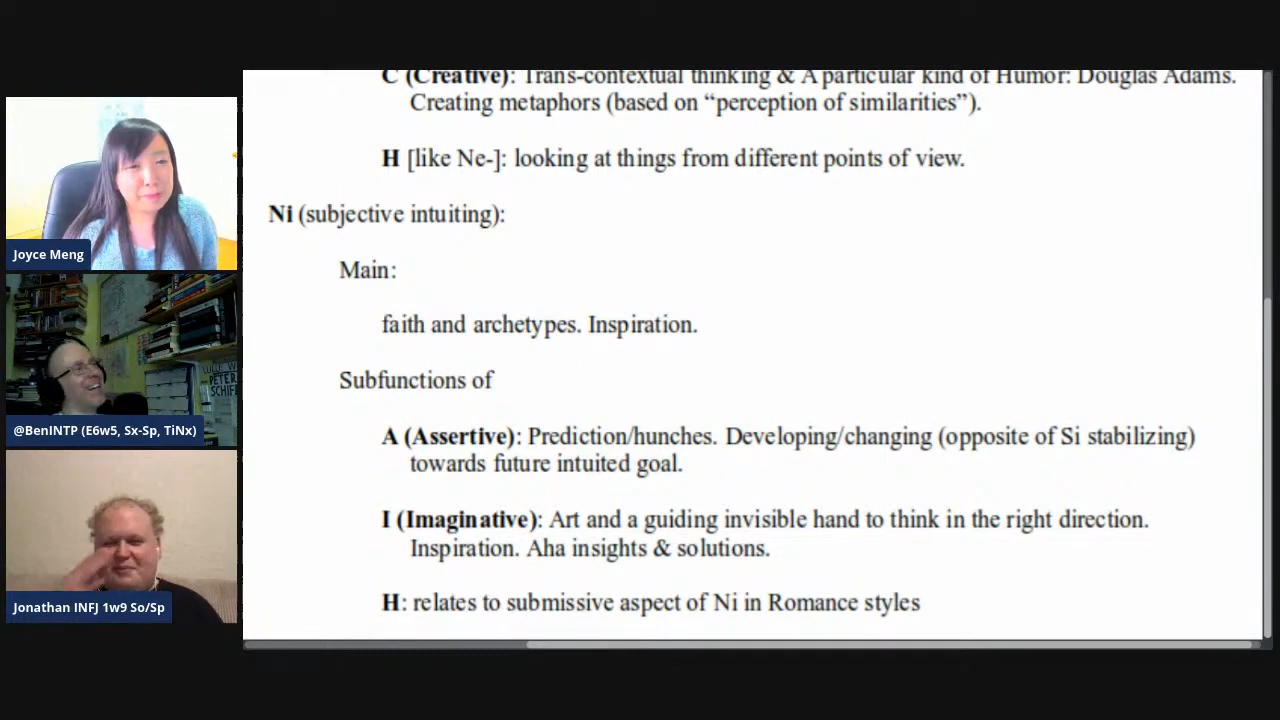 C (Creative): Trans-contextual thinking & A particular kind of Humor: Douglas Adams.
Creating metaphors (based on “perception of similarities”).
H [like Ne-]: looking at things from different points of view.
Ni (subjective intuiting):
Main:
faith and archetypes. Inspiration.
Subfunctions of
A (Assertive): Prediction/hunches. Developing/changing (opposite of Si stabilizing)
towards future intuited goal.
I (Imaginative): Art and a guiding invisible hand to think in the right direction.
Inspiration. Aha insights & solutions.
H: relates to submissive aspect of Ni in Romance styles
Joyce Meng
PETER
SCHIFF
@BenINTP (E6w5, Sx-Sp, TiNx)
Jonathan INFJ 1w9 So/Sp